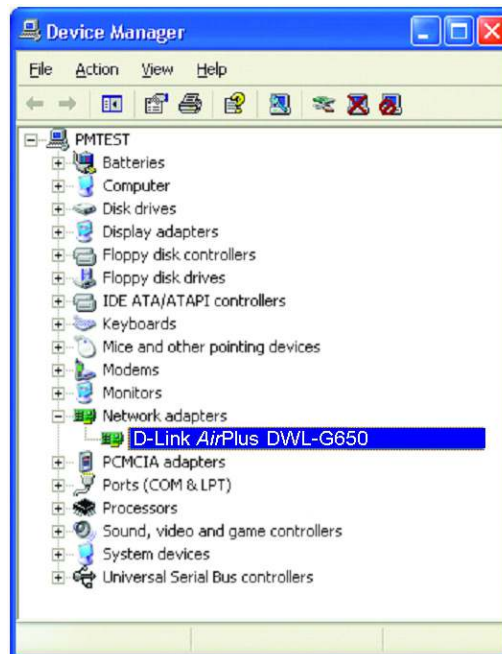 Device Manager
File Action View Help
PMTEST
Batteries
Computer
Disk drives
Display adapters
Floppy disk controllers
Floppy disk drives
IDE ATA/ATAPI controllers
Keyboards
Mice and other pointing devices
Modems
Monitors
Network adapters
D-Link AirPlus DWL-G650
PCMCIA adapters
Ports (COM & LPT)
Processors
Sound, video and game controllers
System devices
Universal Serial Bus controllers